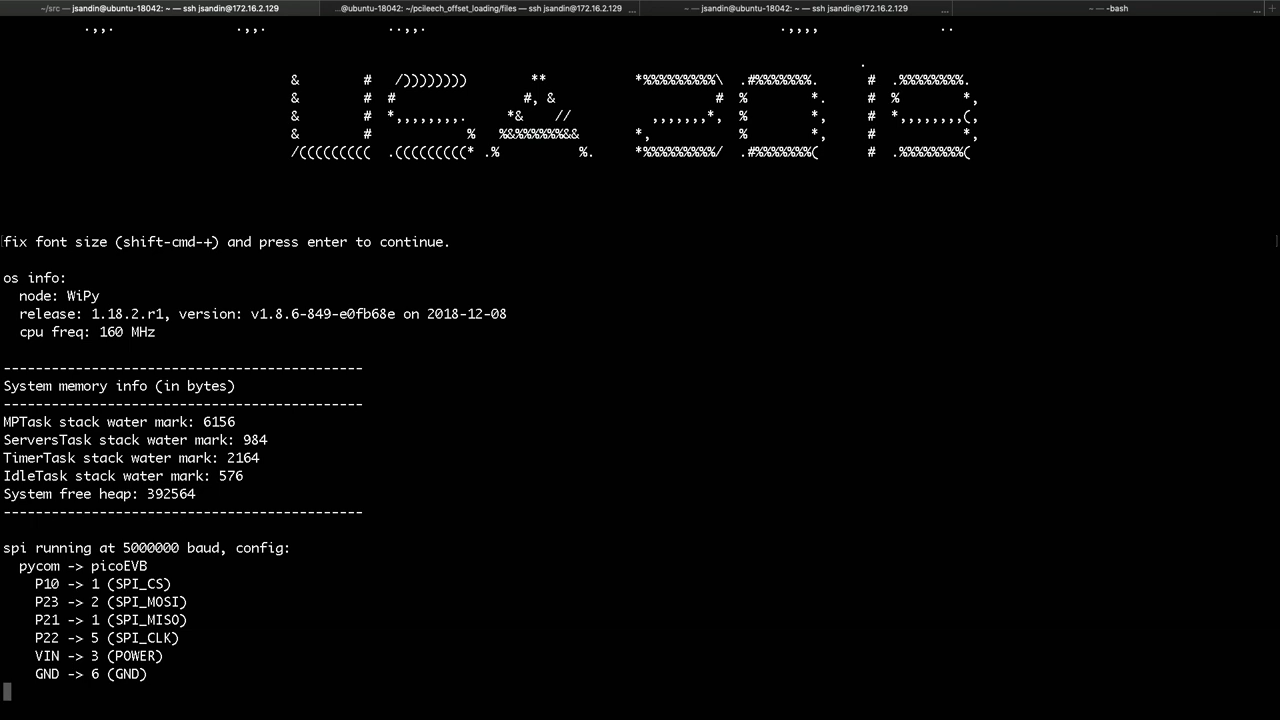 ~/src — jsandin@ubuntu-18042: ~ — ssh jsandin@172.16.2.129
...@ubuntu-18042: ~/pcileech_offset_loading/files — ssh jsandin@172.16.2.129 ...
~ — jsandin@ubuntu-18042: ~ — ssh jsandin@172.16.2.129 ...
~ — -bash ...
USA 2019
fix font size (shift-cmd-+) and press enter to continue.
os info:
node: WiPy
release: 1.18.2.r1, version: v1.8.6-849-e0fb68e on 2018-12-08
cpu freq: 160 MHz
---------------------------------------------
System memory info (in bytes)
---------------------------------------------
MPTask stack water mark: 6156
ServersTask stack water mark: 984
TimerTask stack water mark: 2164
IdleTask stack water mark: 576
System free heap: 392564
---------------------------------------------
spi running at 5000000 baud, config:
pycom -> picoEVB
P10 -> 1 (SPI_CS)
P23 -> 2 (SPI_MOSI)
P21 -> 1 (SPI_MISO)
P22 -> 5 (SPI_CLK)
VIN -> 3 (POWER)
GND -> 6 (GND)